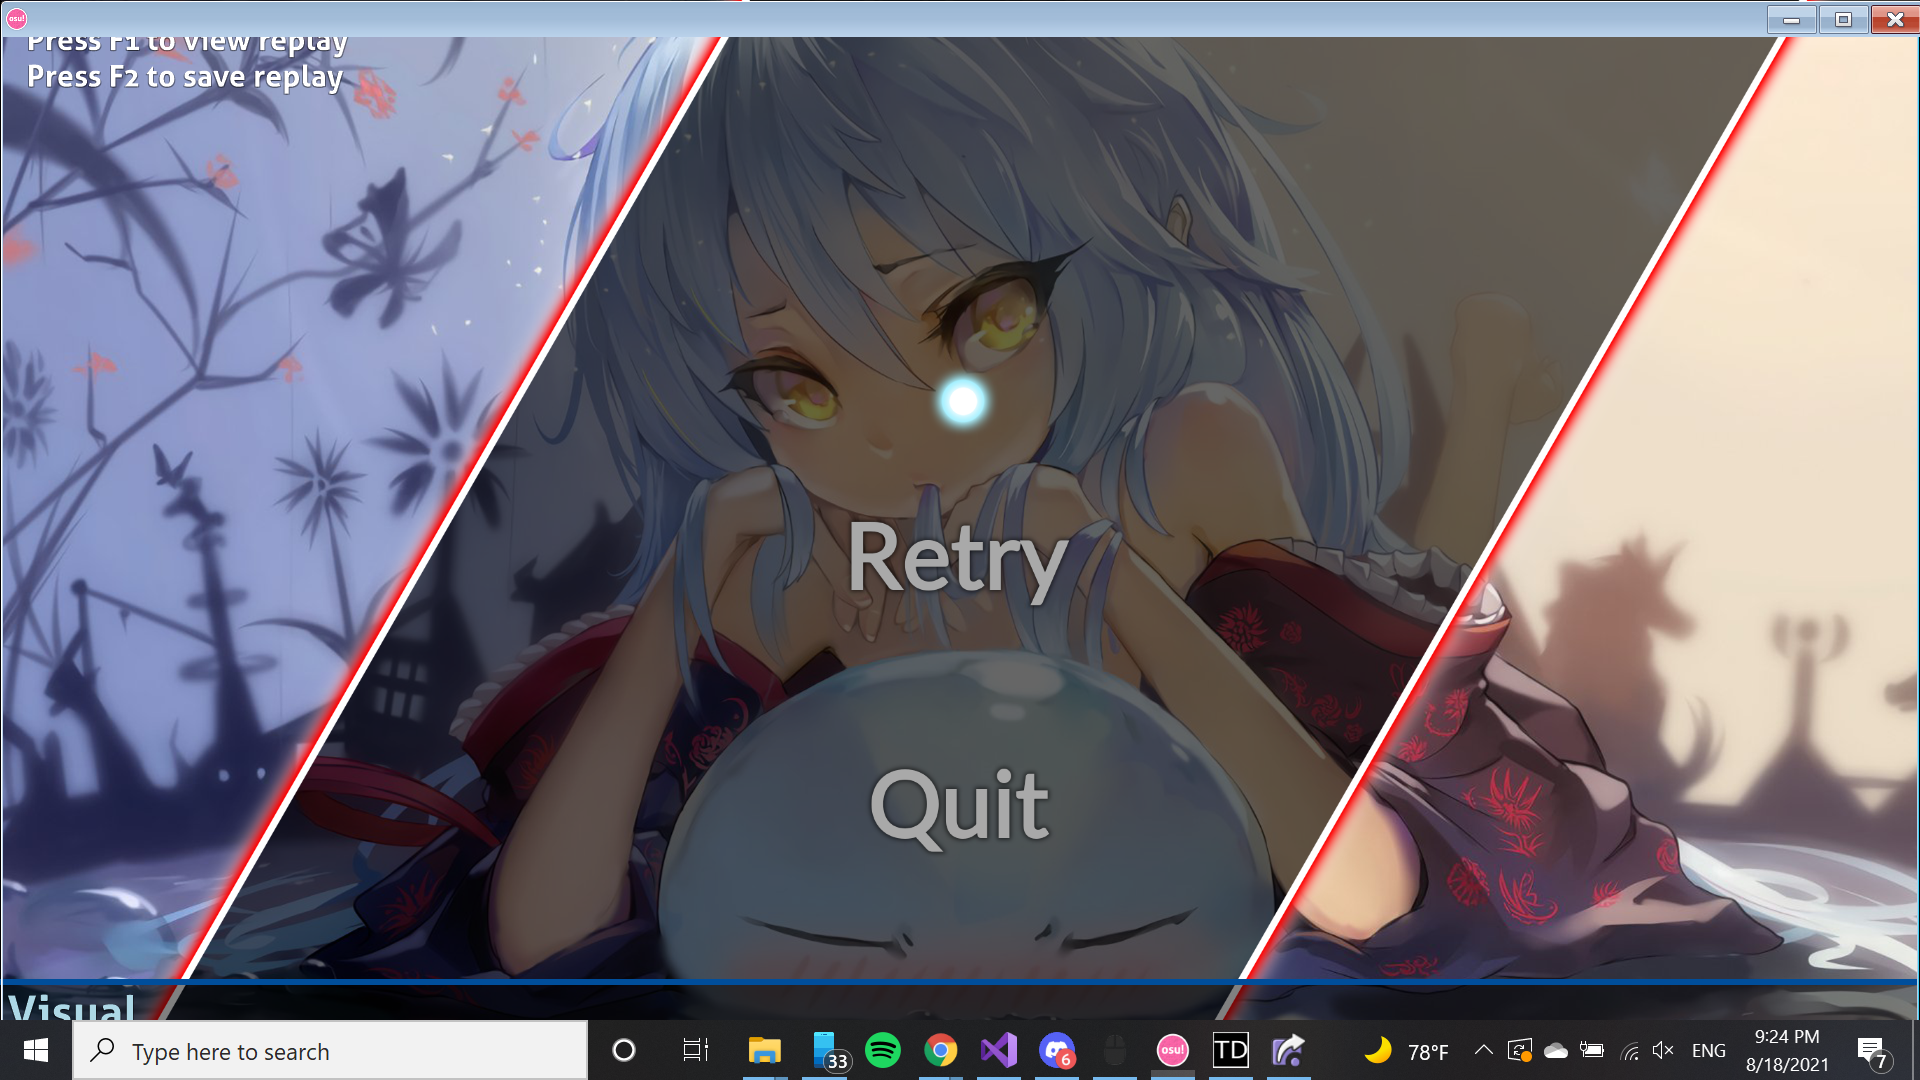 osu!
Press F1 to view replay
Press F2 to save replay
Retry
Quit
Visual
Type here to search
33
6
osu!
TD
78°F
ENG
9:24 PM
8/18/2021
7